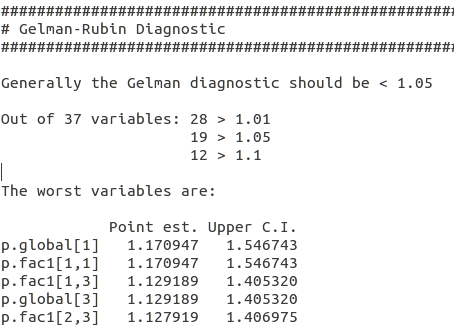 ##################################################
# Gelman-Rubin Diagnostic
##################################################
Generally the Gelman diagnostic should be < 1.05
Out of 37 variables: 28 > 1.01
19 > 1.05
12 > 1.1
The worst variables are:
Point est. Upper C.I.
p.global[1] 1.170947 1.546743
p.fac1[1,1] 1.170947 1.546743
p.fac1[1,3] 1.129189 1.405320
p.global[3] 1.129189 1.405320
p.fac1[2,3] 1.127919 1.406975